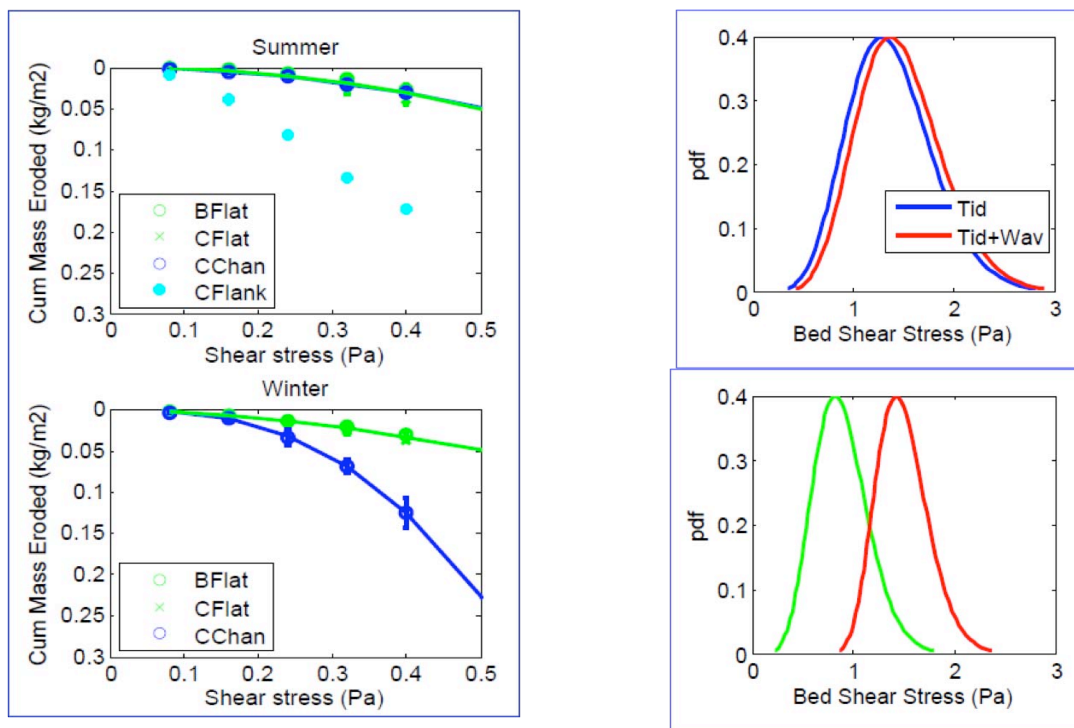 Summer
0
0.05
0.1
0.15
0.2
0.25
0.3
Cum Mass Eroded (kg/m2)
BFlat
CFlat
CChan
CFlank
0 0.1 0.2 0.3 0.4 0.5
Shear stress (Pa)
Winter
0
0.05
0.1
0.15
0.2
0.25
0.3
Cum Mass Eroded (kg/m2)
BFlat
CFlat
CChan
0 0.1 0.2 0.3 0.4 0.5
Shear stress (Pa)
0.4
0.3
0.2
0.1
0
pdf
Tid
Tid+Wav
0 1 2 3
Bed Shear Stress (Pa)
0.4
0.3
0.2
0.1
0
pdf
0 1 2 3
Bed Shear Stress (Pa)